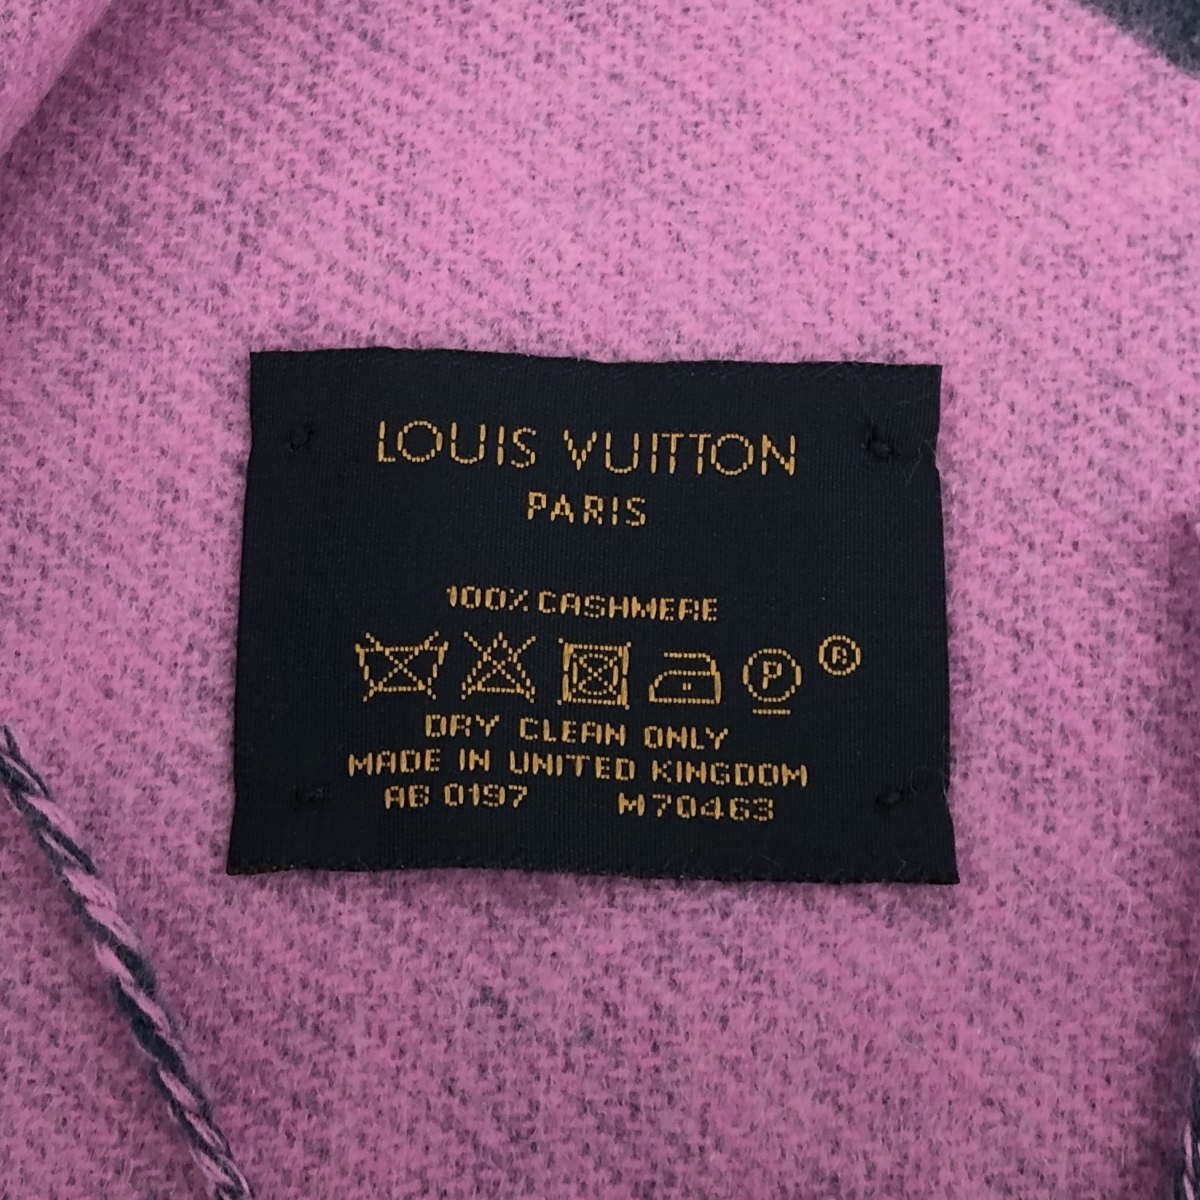 LOUIS VUITTON
PARIS
100% CASHMERE
P ®
DRY CLEAN ONLY
MADE IN UNITED KINGDOM
AB 0197 M70463